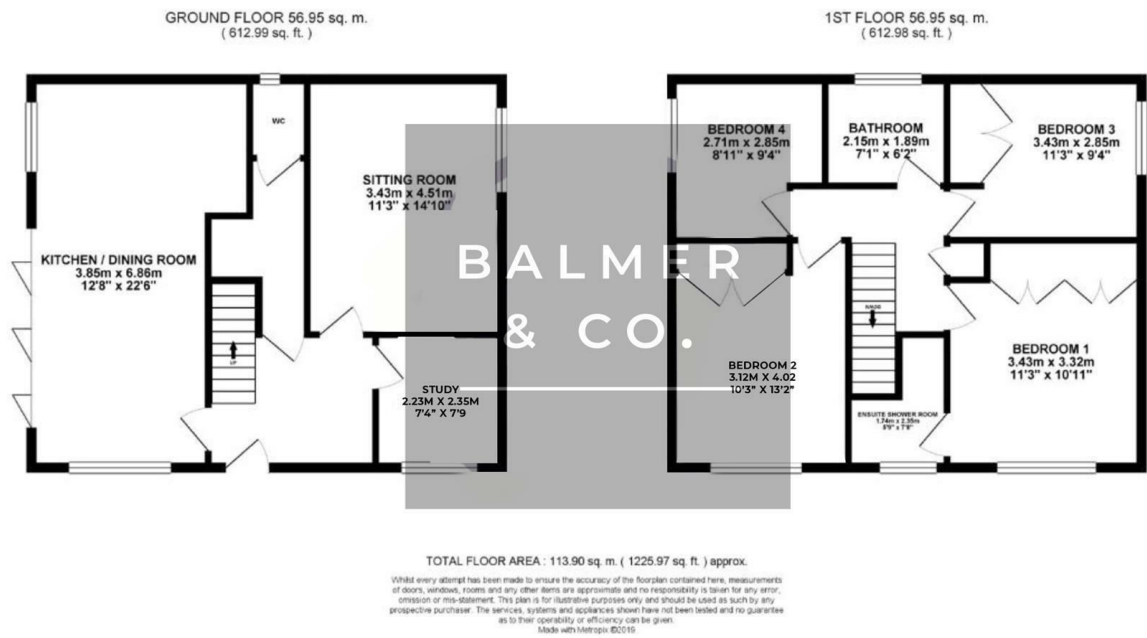 GROUND FLOOR 56.95 sq. m.
( 612.99 sq. ft. )
1ST FLOOR 56.95 sq. m.
( 612.98 sq. ft. )
WC
SITTING ROOM
3.43m x 4.51m
11'3" x 14'10"
KITCHEN / DINING ROOM
3.85m x 6.86m
12'8" x 22'6"
UP
STUDY
2.23M X 2.35M
7'4" X 7'9
BEDROOM 4
2.71m x 2.85m
8'11" x 9'4"
BATHROOM
2.15m x 1.89m
7'1" x 6'2"
BEDROOM 3
3.43m x 2.85m
11'3" x 9'4"
BEDROOM 2
3.12M X 4.02
10'3" X 13'2"
BEDROOM 1
3.43m x 3.32m
11'3" x 10'11"
ENSUITE SHOWER ROOM
1.74m x 2.35m
5'9" x 7'8"
BALMER
& CO.
TOTAL FLOOR AREA : 113.90 sq. m. ( 1225.97 sq. ft. ) approx.
Whilst every attempt has been made to ensure the accuracy of the floorplan contained here, measurements
of doors, windows, rooms and any other items are approximate and no responsibility is taken for any error,
omission or mis-statement. This plan is for illustrative purposes only and should be used as such by any
prospective purchaser. The services, systems and appliances shown have not been tested and no guarantee
as to their operability or efficiency can be given.
Made with Metropix ©2019